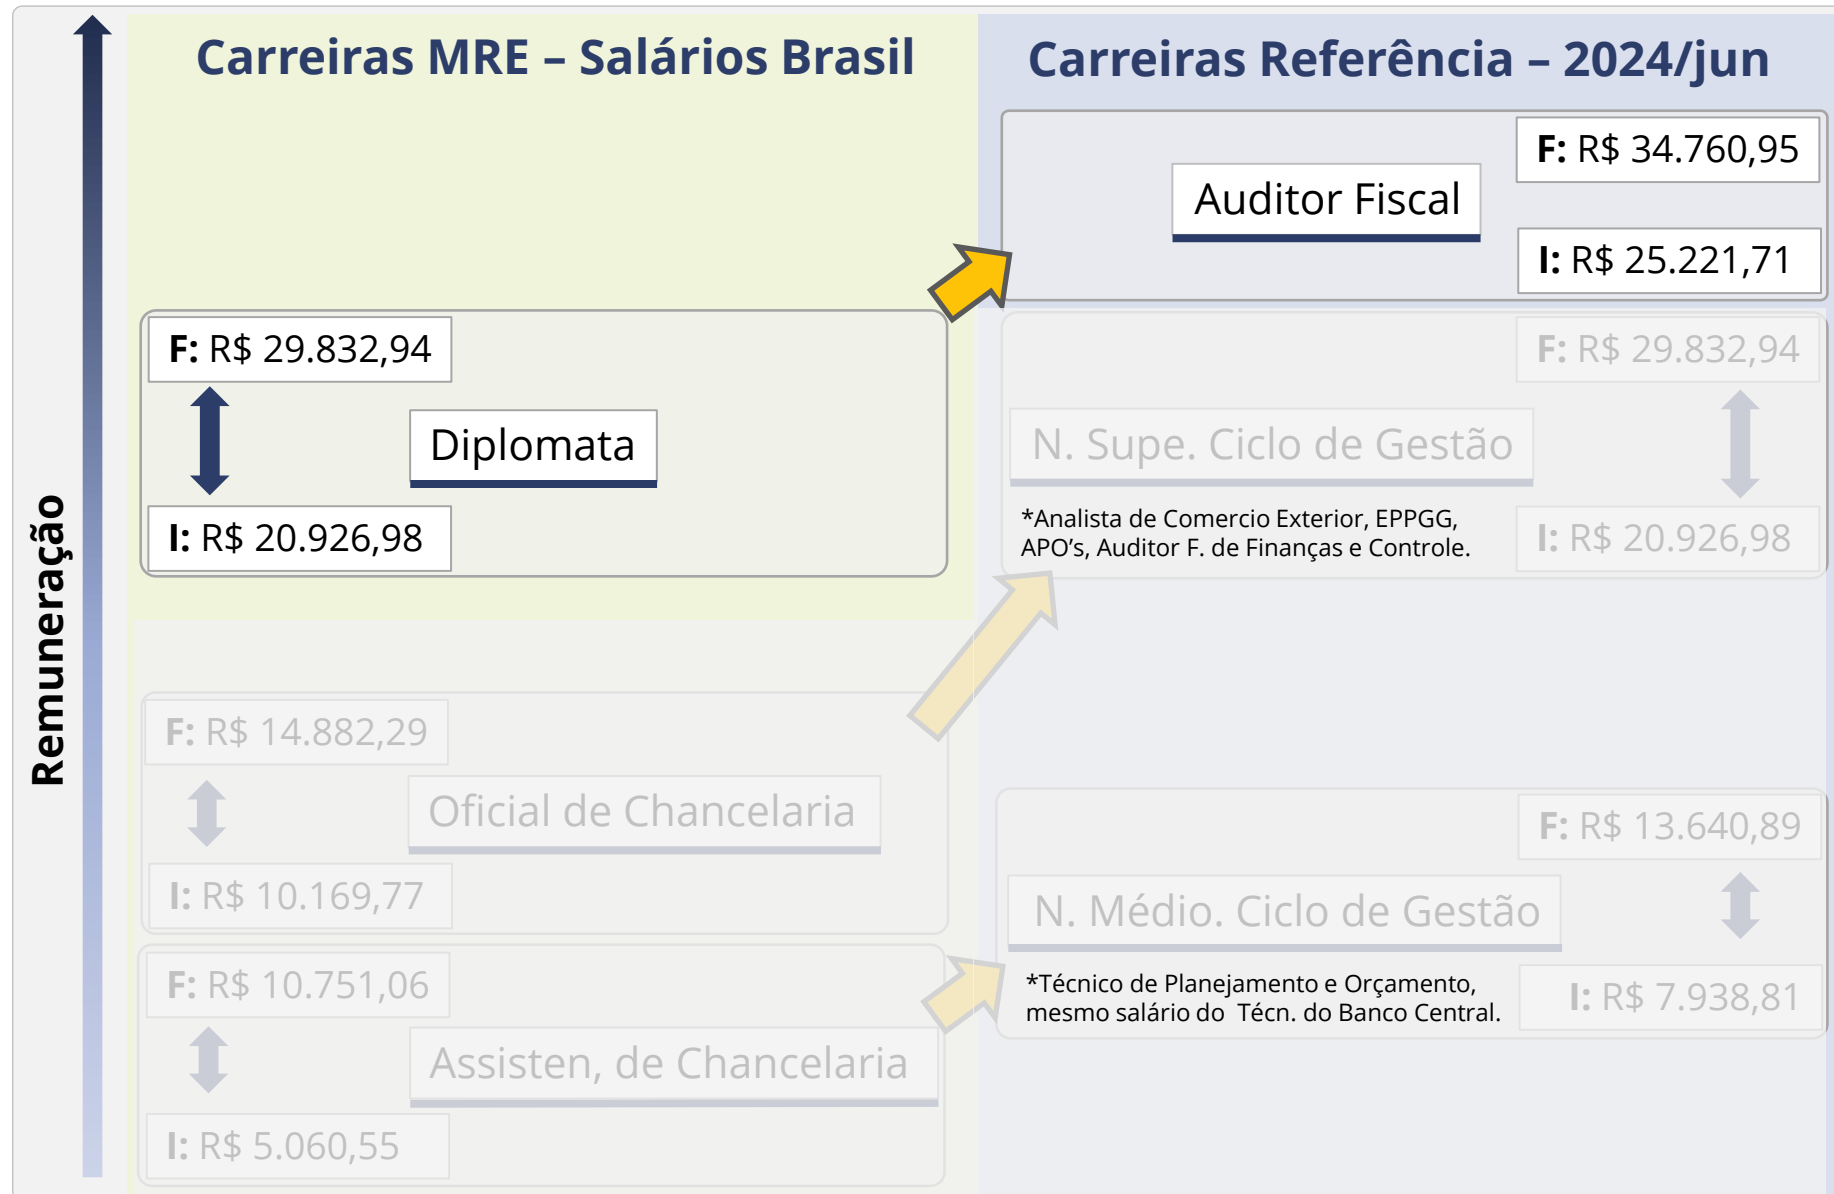 Carreiras MRE – Salários Brasil
Carreiras Referência – 2024/jun
Remuneração
F: R$ 34.760,95
Auditor Fiscal
I: R$ 25.221,71
F: R$ 29.832,94
Diplomata
I: R$ 20.926,98
F: R$ 29.832,94
N. Supe. Ciclo de Gestão
*Analista de Comercio Exterior, EPPGG,
APO’s, Auditor F. de Finanças e Controle.
I: R$ 20.926,98
F: R$ 14.882,29
Oficial de Chancelaria
I: R$ 10.169,77
F: R$ 13.640,89
N. Médio. Ciclo de Gestão
*Técnico de Planejamento e Orçamento,
mesmo salário do  Técn. do Banco Central.
I: R$ 7.938,81
F: R$ 10.751,06
Assisten, de Chancelaria
I: R$ 5.060,55